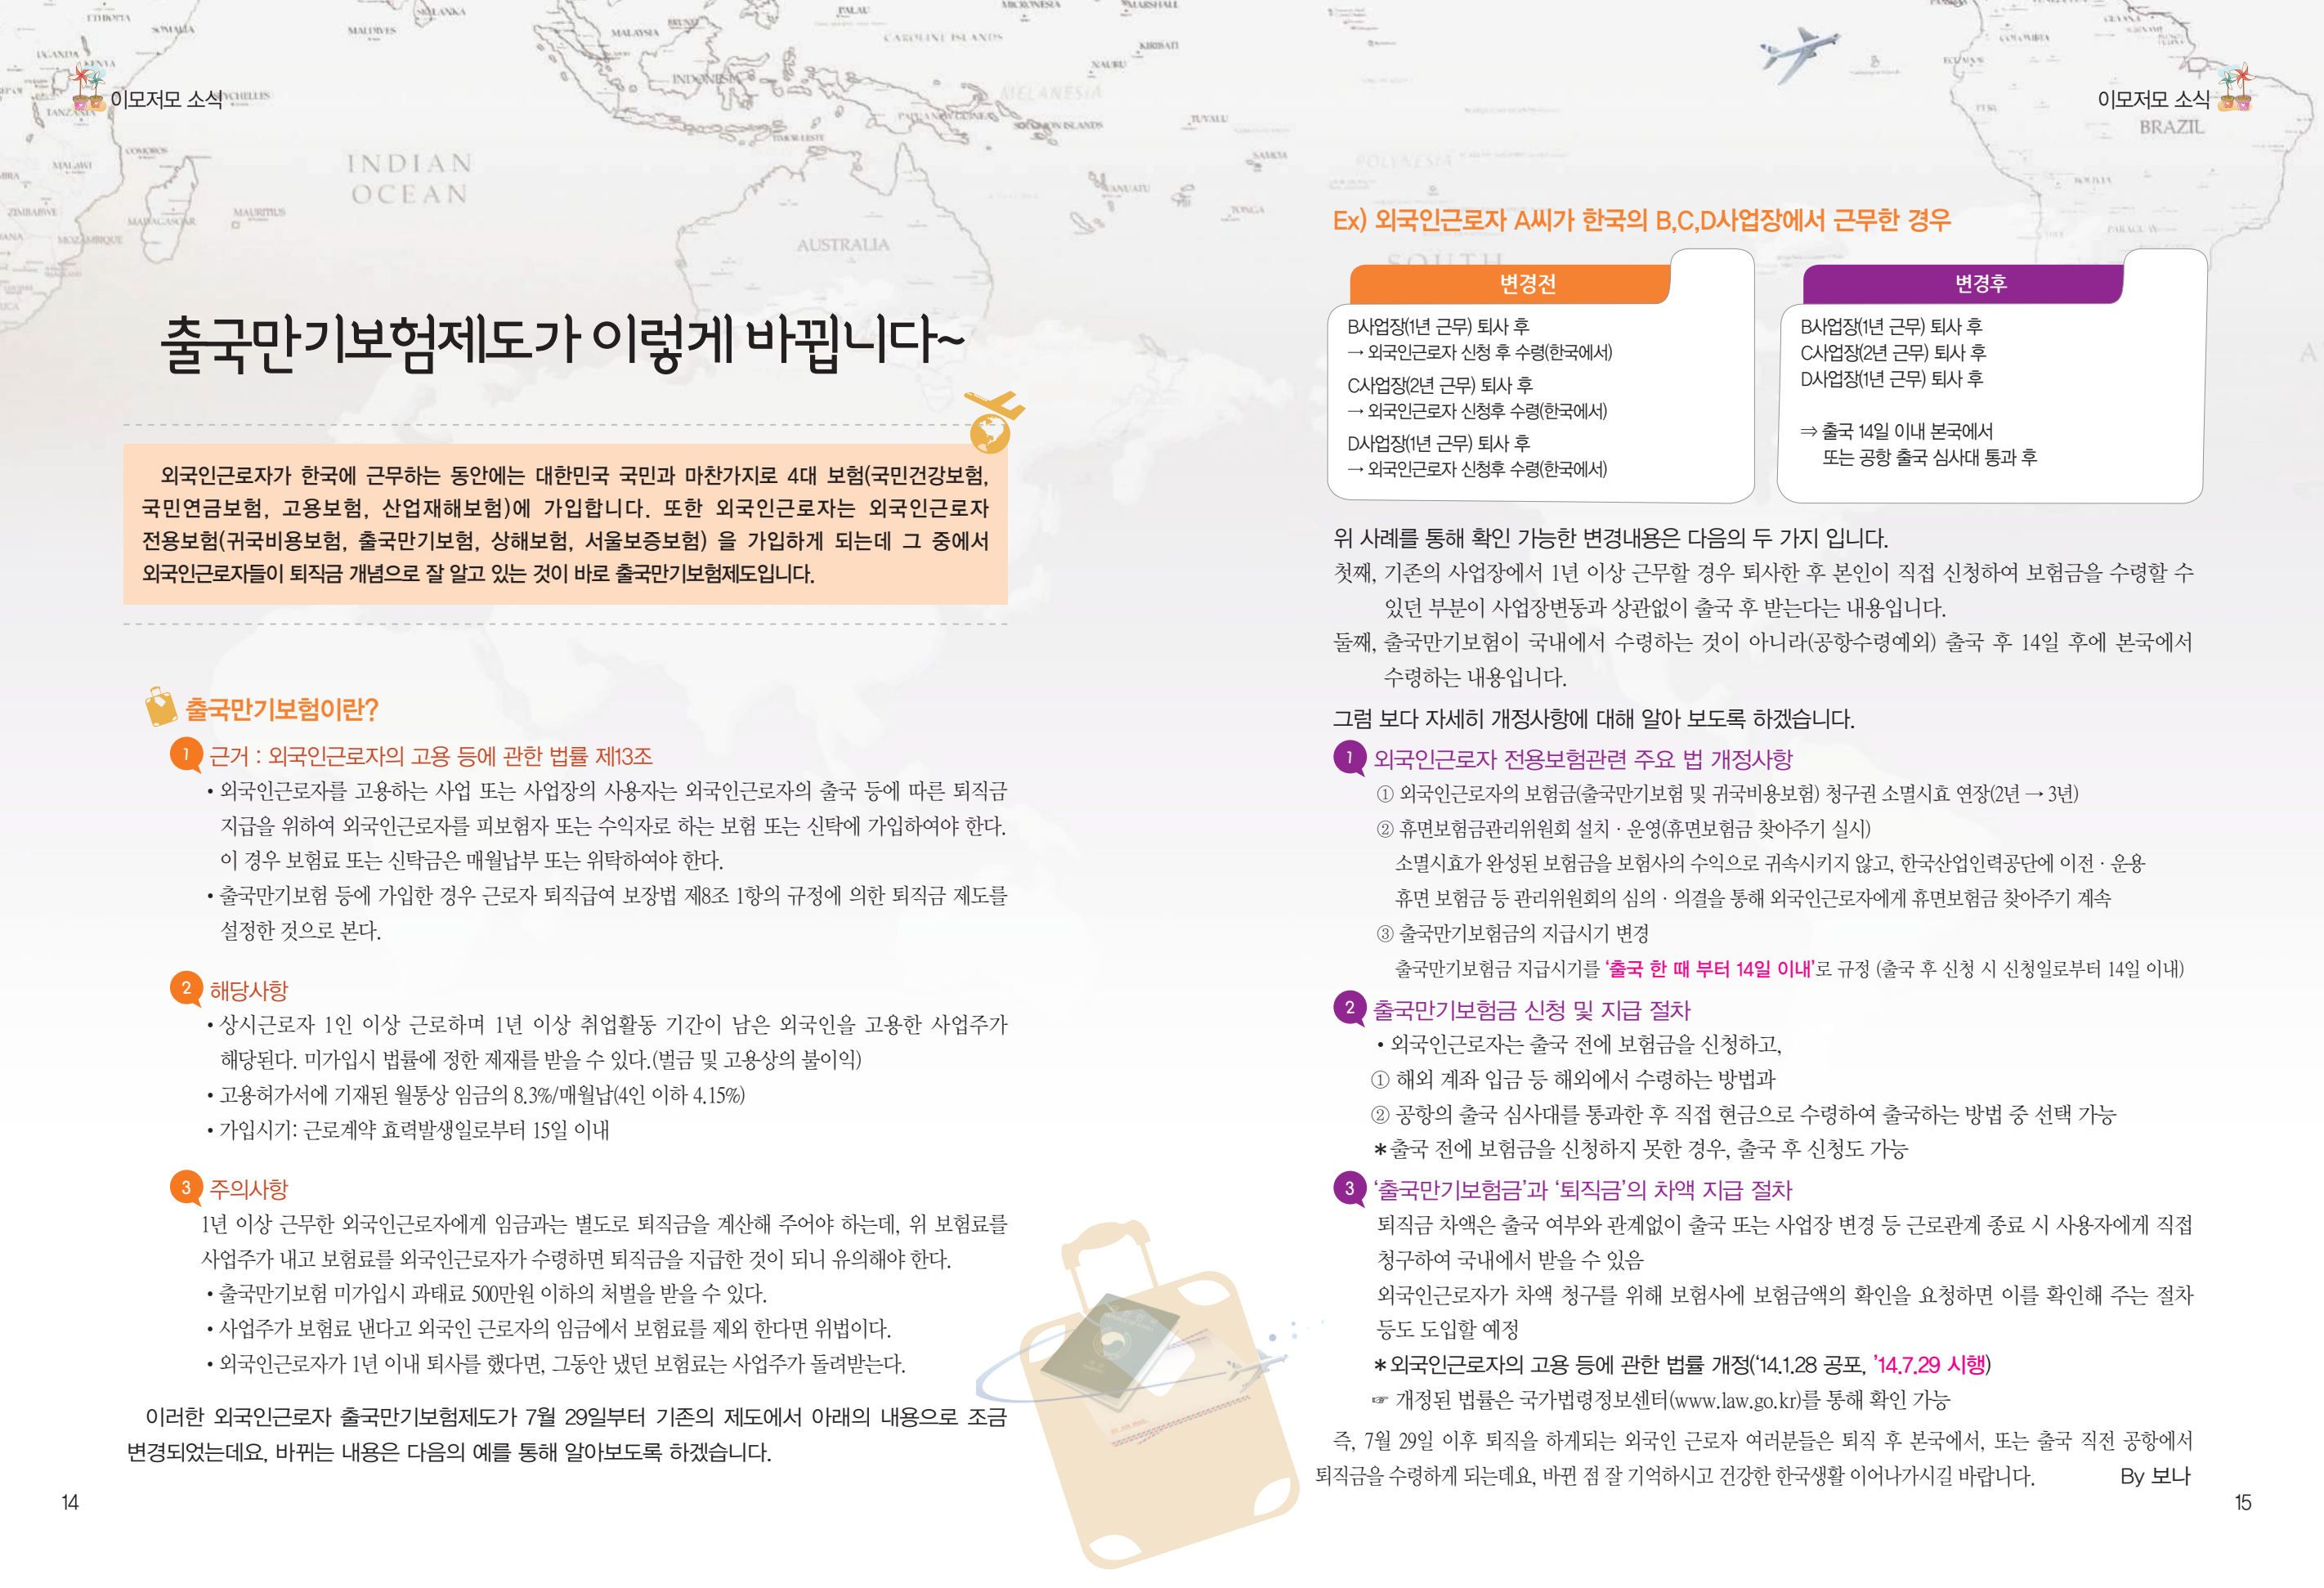 이모저모 소식
INDIAN
OCEAN
AUSTRALIA
MADAGASCAR
MAURITIUS
MALDIVES
INDONESIA
MALAYSIA
PALAU
CAROLINE ISLANDS
MELANESIA
NAURU
KIRIBATI
TUVALU
VANUATU
TONGA
출국만기보험제도가 이렇게 바뀝니다~
외국인근로자가 한국에 근무하는 동안에는 대한민국 국민과 마찬가지로 4대 보험(국민건강보험,
국민연금보험, 고용보험, 산업재해보험)에 가입합니다. 또한 외국인근로자는 외국인근로자
전용보험(귀국비용보험, 출국만기보험, 상해보험, 서울보증보험) 을 가입하게 되는데 그 중에서
외국인근로자들이 퇴직금 개념으로 잘 알고 있는 것이 바로 출국만기보험제도입니다.
출국만기보험이란?
1 근거 : 외국인근로자의 고용 등에 관한 법률 제13조
• 외국인근로자를 고용하는 사업 또는 사업장의 사용자는 외국인근로자의 출국 등에 따른 퇴직금
지급을 위하여 외국인근로자를 피보험자 또는 수익자로 하는 보험 또는 신탁에 가입하여야 한다.
이 경우 보험료 또는 신탁금은 매월납부 또는 위탁하여야 한다.
• 출국만기보험 등에 가입한 경우 근로자 퇴직급여 보장법 제8조 1항의 규정에 의한 퇴직금 제도를
설정한 것으로 본다.
2 해당사항
• 상시근로자 1인 이상 근로하며 1년 이상 취업활동 기간이 남은 외국인을 고용한 사업주가
해당된다. 미가입시 법률에 정한 제재를 받을 수 있다.(벌금 및 고용상의 불이익)
• 고용허가서에 기재된 월통상 임금의 8.3%/매월납(4인 이하 4.15%)
• 가입시기: 근로계약 효력발생일로부터 15일 이내
3 주의사항
1년 이상 근무한 외국인근로자에게 임금과는 별도로 퇴직금을 계산해 주어야 하는데, 위 보험료를
사업주가 내고 보험료를 외국인근로자가 수령하면 퇴직금을 지급한 것이 되니 유의해야 한다.
• 출국만기보험 미가입시 과태료 500만원 이하의 처벌을 받을 수 있다.
• 사업주가 보험료 낸다고 외국인 근로자의 임금에서 보험료를 제외 한다면 위법이다.
• 외국인근로자가 1년 이내 퇴사를 했다면, 그동안 냈던 보험료는 사업주가 돌려받는다.
이러한 외국인근로자 출국만기보험제도가 7월 29일부터 기존의 제도에서 아래의 내용으로 조금
변경되었는데요, 바뀌는 내용은 다음의 예를 통해 알아보도록 하겠습니다.
14
이모저모 소식
BRAZIL
POLYNESIA
SOUTH
Ex) 외국인근로자 A씨가 한국의 B,C,D사업장에서 근무한 경우
변경전
B사업장(1년 근무) 퇴사 후
→ 외국인근로자 신청 후 수령(한국에서)
C사업장(2년 근무) 퇴사 후
→ 외국인근로자 신청후 수령(한국에서)
D사업장(1년 근무) 퇴사 후
→ 외국인근로자 신청후 수령(한국에서)
변경후
B사업장(1년 근무) 퇴사 후
C사업장(2년 근무) 퇴사 후
D사업장(1년 근무) 퇴사 후
⇒ 출국 14일 이내 본국에서
또는 공항 출국 심사대 통과 후
위 사례를 통해 확인 가능한 변경내용은 다음의 두 가지 입니다.
첫째, 기존의 사업장에서 1년 이상 근무할 경우 퇴사한 후 본인이 직접 신청하여 보험금을 수령할 수
있던 부분이 사업장변동과 상관없이 출국 후 받는다는 내용입니다.
둘째, 출국만기보험이 국내에서 수령하는 것이 아니라(공항수령예외) 출국 후 14일 후에 본국에서
수령하는 내용입니다.
그럼 보다 자세히 개정사항에 대해 알아 보도록 하겠습니다.
1 외국인근로자 전용보험관련 주요 법 개정사항
① 외국인근로자의 보험금(출국만기보험 및 귀국비용보험) 청구권 소멸시효 연장(2년 → 3년)
② 휴면보험금관리위원회 설치 · 운영(휴면보험금 찾아주기 실시)
소멸시효가 완성된 보험금을 보험사의 수익으로 귀속시키지 않고, 한국산업인력공단에 이전 · 운용
휴면 보험금 등 관리위원회의 심의 · 의결을 통해 외국인근로자에게 휴면보험금 찾아주기 계속
③ 출국만기보험금의 지급시기 변경
출국만기보험금 지급시기를 ‘출국 한 때 부터 14일 이내’로 규정 (출국 후 신청 시 신청일로부터 14일 이내)
2 출국만기보험금 신청 및 지급 절차
• 외국인근로자는 출국 전에 보험금을 신청하고,
① 해외 계좌 입금 등 해외에서 수령하는 방법과
② 공항의 출국 심사대를 통과한 후 직접 현금으로 수령하여 출국하는 방법 중 선택 가능
*출국 전에 보험금을 신청하지 못한 경우, 출국 후 신청도 가능
3 ‘출국만기보험금’과 ‘퇴직금’의 차액 지급 절차
퇴직금 차액은 출국 여부와 관계없이 출국 또는 사업장 변경 등 근로관계 종료 시 사용자에게 직접
청구하여 국내에서 받을 수 있음
외국인근로자가 차액 청구를 위해 보험사에 보험금액의 확인을 요청하면 이를 확인해 주는 절차
등도 도입할 예정
*외국인근로자의 고용 등에 관한 법률 개정(‘14.1.28 공포, ’14.7.29 시행)
☞ 개정된 법률은 국가법령정보센터(www.law.go.kr)를 통해 확인 가능
즉, 7월 29일 이후 퇴직을 하게되는 외국인 근로자 여러분들은 퇴직 후 본국에서, 또는 출국 직전 공항에서
퇴직금을 수령하게 되는데요, 바뀐 점 잘 기억하시고 건강한 한국생활 이어나가시길 바랍니다. By 보나
15